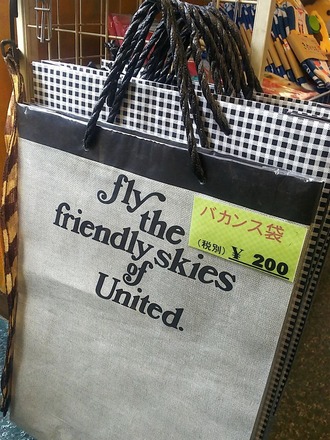 fly
the
friendly skies
of
United.
バカンス袋
(税別) ¥ 200